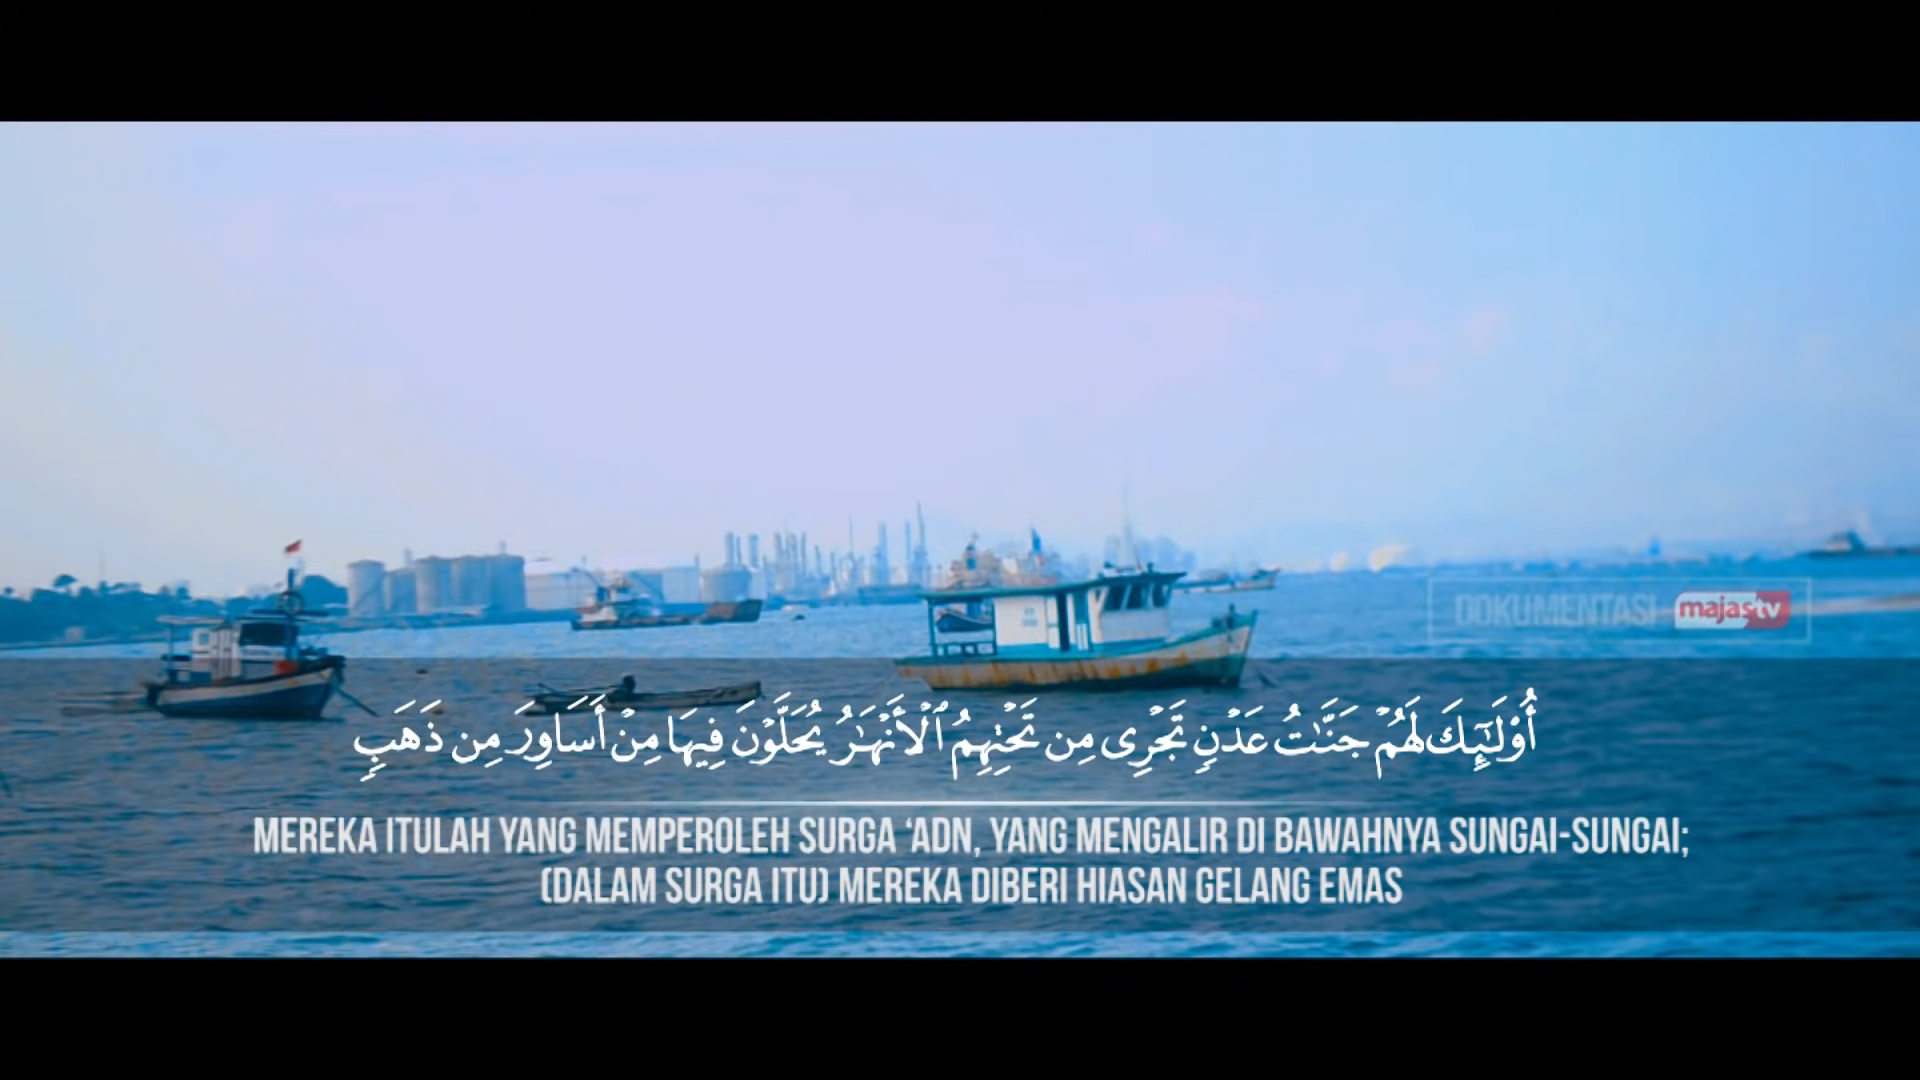 DOKUMENTASI majas tv
أُو۟لَـٰٓئِكَ لَهُمْ جَنَّـٰتُ عَدْنٍ تَجْرِى مِن تَحْتِهِمُ ٱلْأَنْهَـٰرُ يُحَلَّوْنَ فِيهَا مِنْ أَسَاوِرَ مِن ذَهَبٍ
MEREKA ITULAH YANG MEMPEROLEH SURGA ‘ADN, YANG MENGALIR DI BAWAHNYA SUNGAI-SUNGAI;
(DALAM SURGA ITU) MEREKA DIBERI HIASAN GELANG EMAS